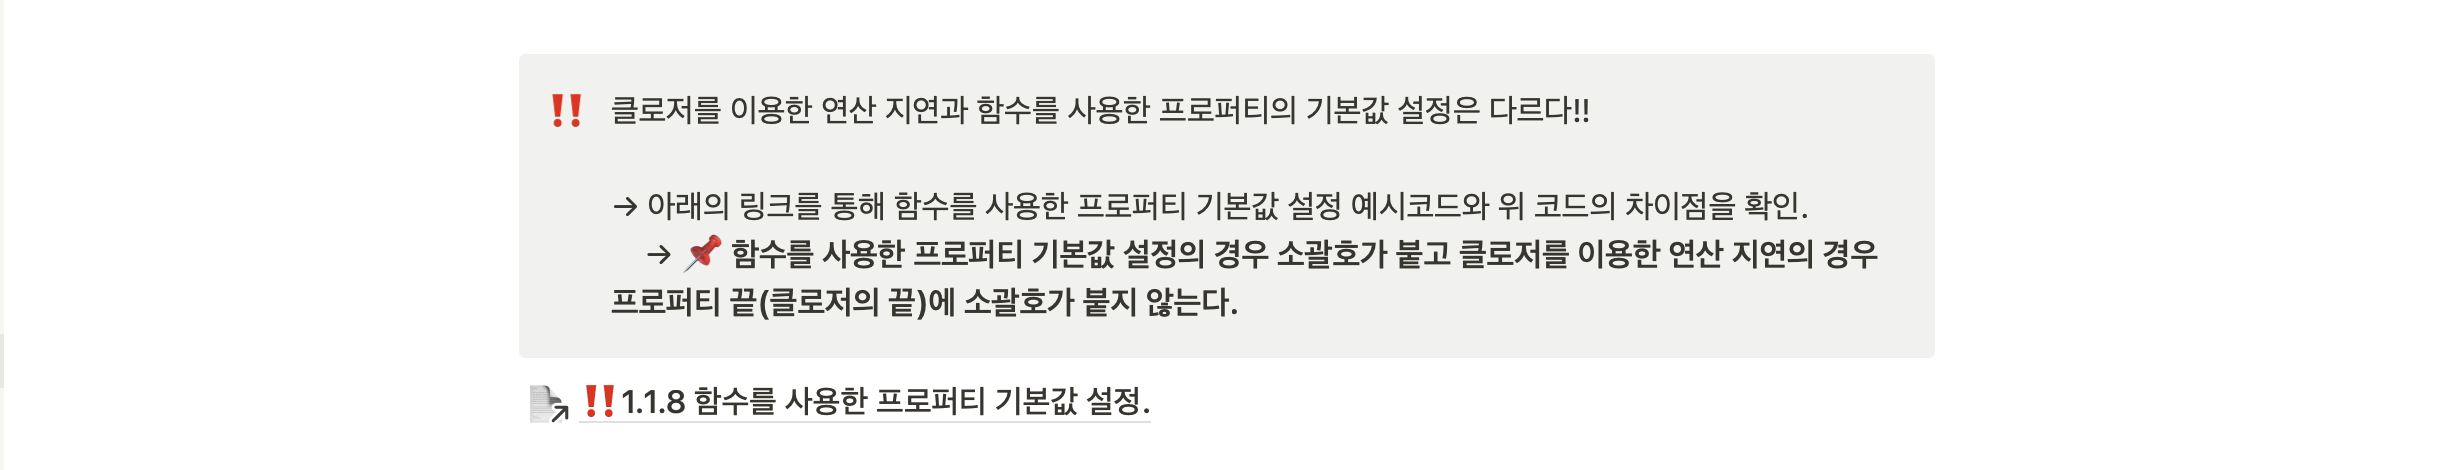 ‼️ 클로저를 이용한 연산 지연과 함수를 사용한 프로퍼티의 기본값 설정은 다르다!!
→ 아래의 링크를 통해 함수를 사용한 프로퍼티 기본값 설정 예시코드와 위 코드의 차이점을 확인.
→ 📌 함수를 사용한 프로퍼티 기본값 설정의 경우 소괄호가 붙고 클로저를 이용한 연산 지연의 경우
프로퍼티 끝(클로저의 끝)에 소괄호가 붙지 않는다.
‼️1.1.8 함수를 사용한 프로퍼티 기본값 설정.